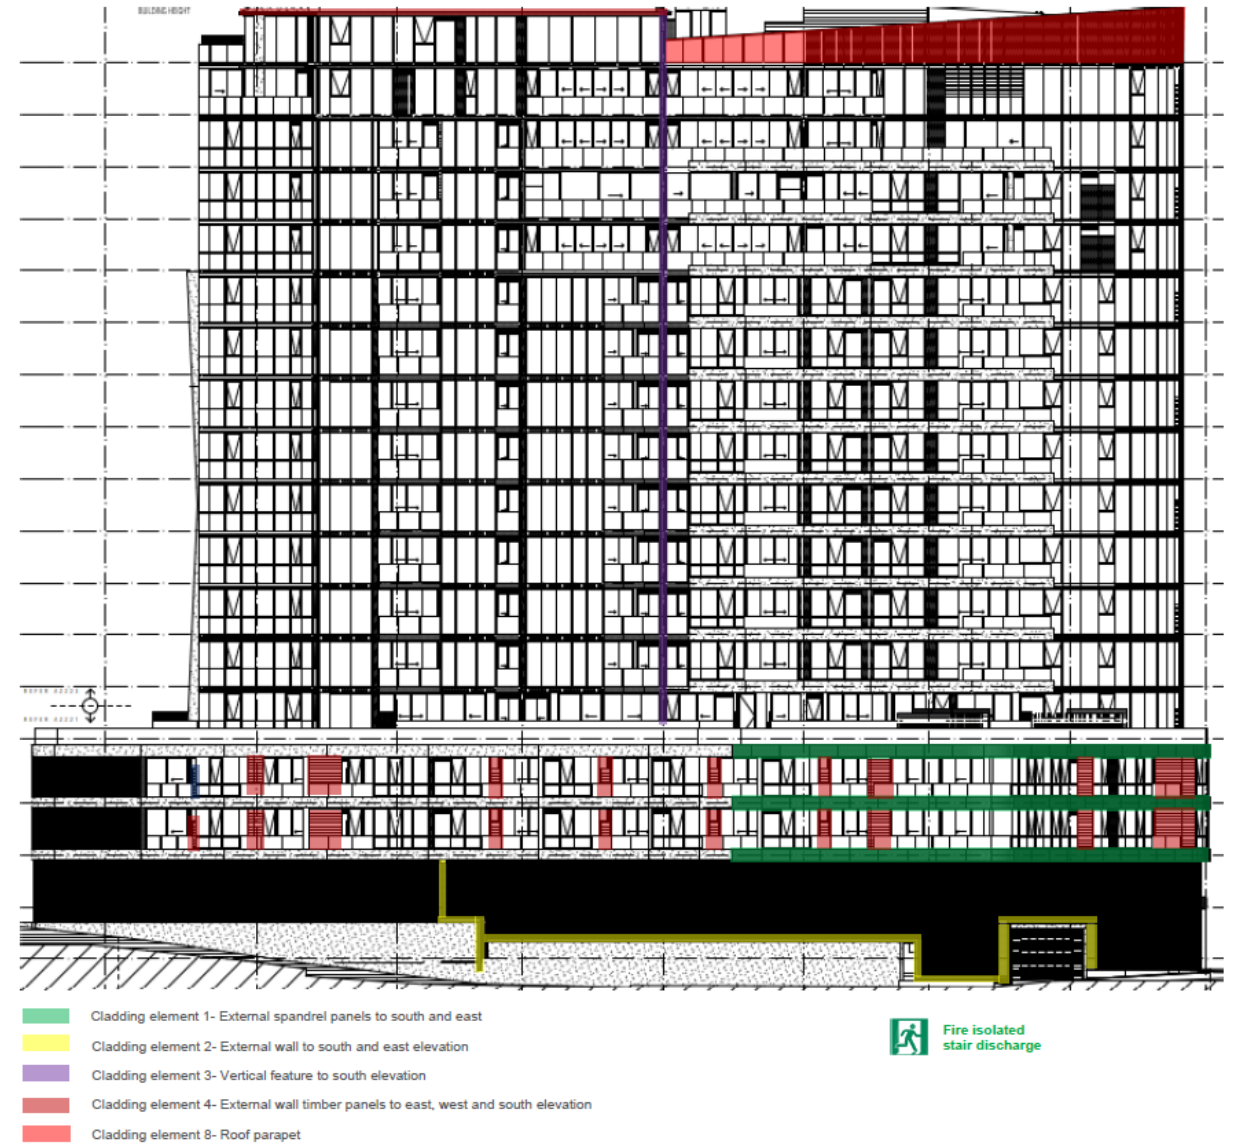 BUILDING HEIGHT
Cladding element 1- External spandrel panels to south and east
Cladding element 2- External wall to south and east elevation
Cladding element 3- Vertical feature to south elevation
Cladding element 4- External wall timber panels to east, west and south elevation
Cladding element 8- Roof parapet
Fire isolated
stair discharge